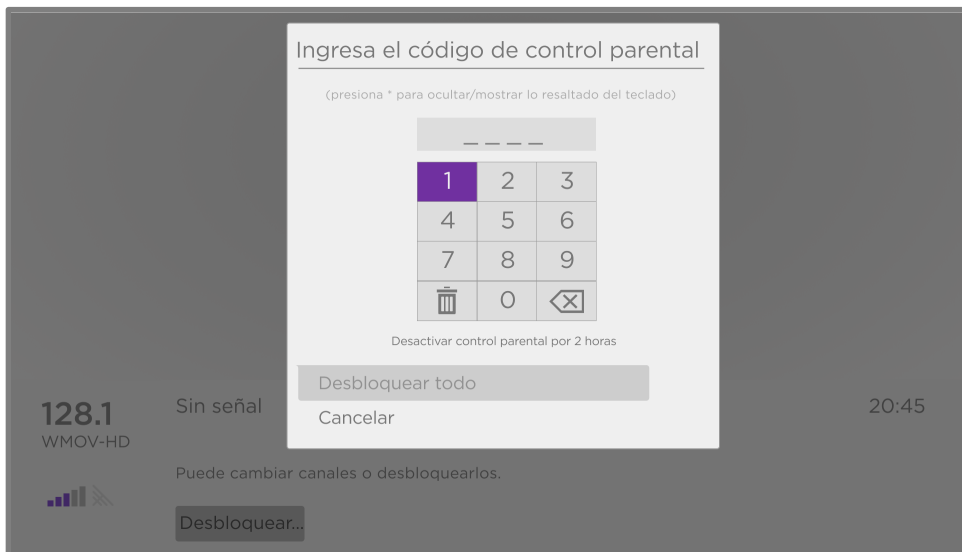 Ingresa el código de control parental
(presiona * para ocultar/mostrar lo resaltado del teclado)
_ _ _ _
1 2 3
4 5 6
7 8 9
0
Desactivar control parental por 2 horas
Desbloquear todo
Cancelar
128.1
WMOV-HD
Sin señal
20:45
Puede cambiar canales o desbloquearlos.
Desbloquear...